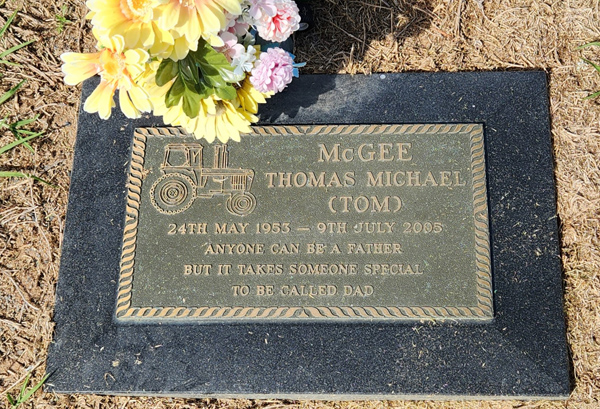 McGEE
THOMAS MICHAEL
(TOM)
24TH MAY 1953 – 9TH JULY 2005
ANYONE CAN BE A FATHER
BUT IT TAKES SOMEONE SPECIAL
TO BE CALLED DAD